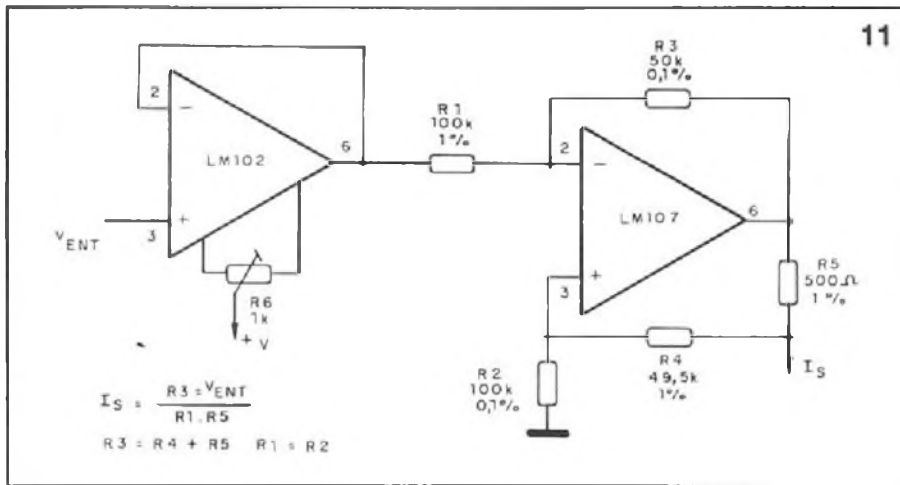 11
2
−
LM102
6
+
3
V ENT
R6
1k
+ V
R1
100k
1%
R3
50k
0,1%
2
−
LM107
6
+
3
R5
500Ω
1%
R4
49,5k
1%
R2
100k
0,1%
I S
I S = R3 = V ENT
R1 . R5
R3 = R4 + R5 R1 = R2